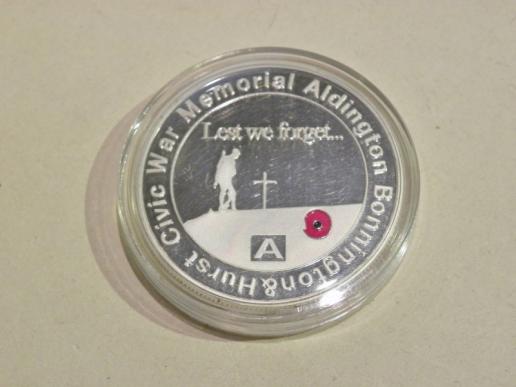 Civic War Memorial Aldington Bonnington&Hurst
Lest we forget...
A